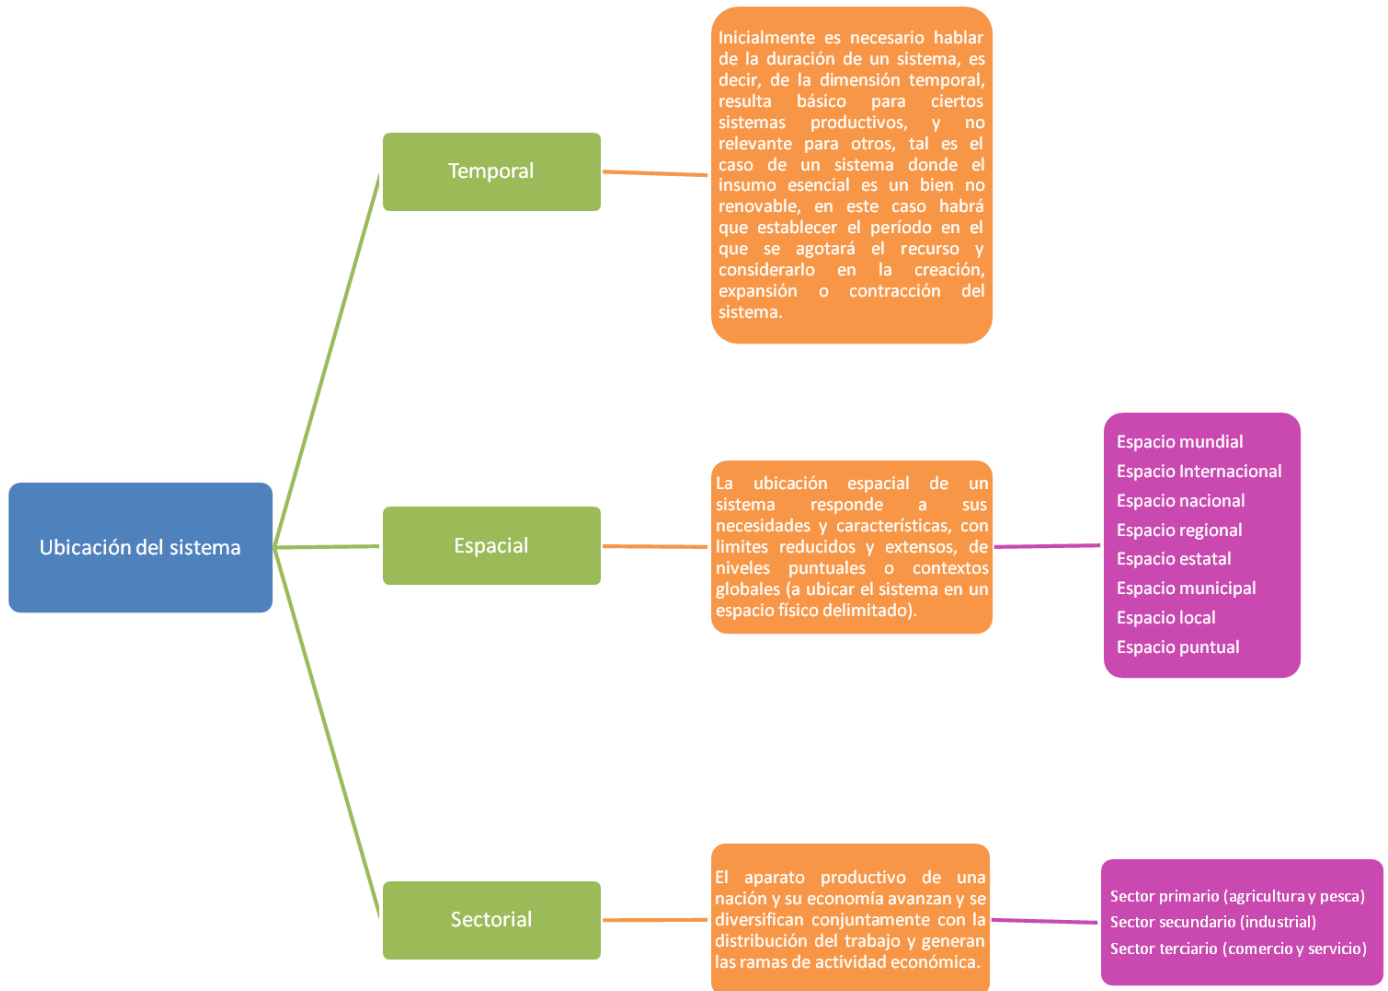 Ubicación del sistema
Temporal
Inicialmente es necesario hablar
de la duración de un sistema, es
decir, de la dimensión temporal,
resulta básico para ciertos
sistemas productivos, y no
relevante para otros, tal es el
caso de un sistema donde el
insumo esencial es un bien no
renovable, en este caso habrá
que establecer el período en el
que se agotará el recurso y
considerarlo en la creación,
expansión o contracción del
sistema.
Espacial
La ubicación espacial de un
sistema responde a sus
necesidades y características, con
limites reducidos y extensos, de
niveles puntuales o contextos
globales (a ubicar el sistema en un
espacio físico delimitado).
Espacio mundial
Espacio Internacional
Espacio nacional
Espacio regional
Espacio estatal
Espacio municipal
Espacio local
Espacio puntual
Sectorial
El aparato productivo de una
nación y su economía avanzan y se
diversifican conjuntamente con la
distribución del trabajo y generan
las ramas de actividad económica.
Sector primario (agricultura y pesca)
Sector secundario (industrial)
Sector terciario (comercio y servicio)